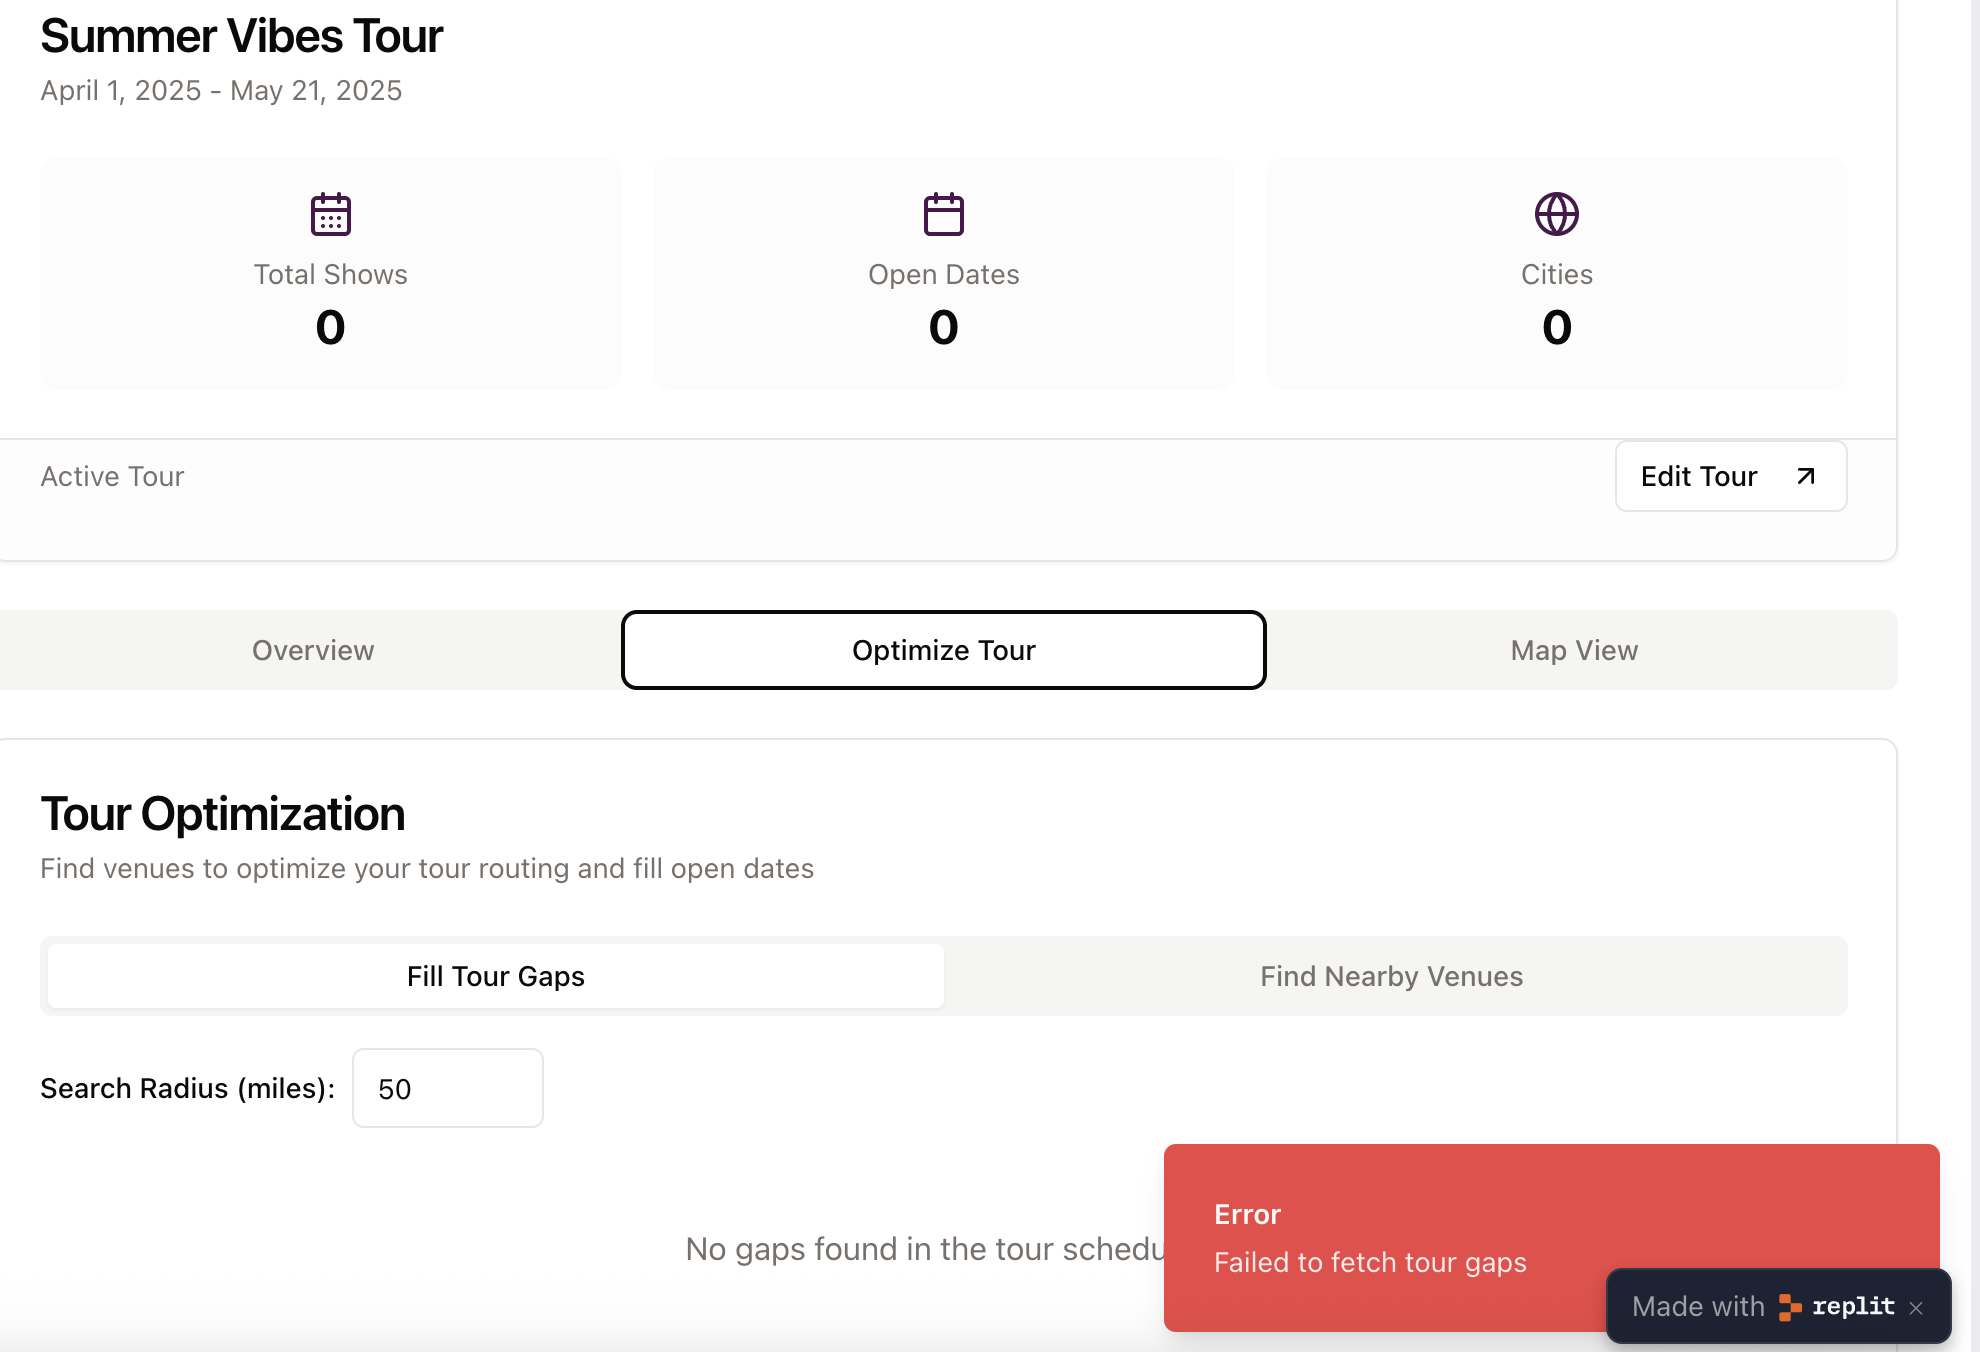 Summer Vibes Tour
April 1, 2025 - May 21, 2025
Total Shows
0
Open Dates
0
Cities
0
Active Tour
Edit Tour
Overview
Optimize Tour
Map View
Tour Optimization
Find venues to optimize your tour routing and fill open dates
Fill Tour Gaps
Find Nearby Venues
Search Radius (miles):
50
No gaps found in the tour schedu
Error
Failed to fetch tour gaps
Made with replit